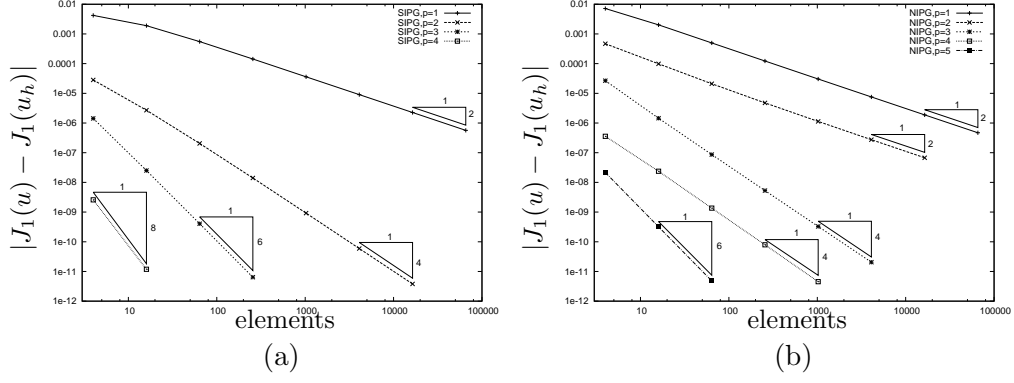 0.01
0.001
0.0001
1e-05
1e-06
1e-07
1e-08
1e-09
1e-10
1e-11
1e-12
|J₁(u) − J₁(u_h)|
SIPG,p=1
SIPG,p=2
SIPG,p=3
SIPG,p=4
1
2
1
4
1
6
1
8
10
100
1000
10000
100000
elements
(a)
0.01
0.001
0.0001
1e-05
1e-06
1e-07
1e-08
1e-09
1e-10
1e-11
1e-12
|J₁(u) − J₁(u_h)|
NIPG,p=1
NIPG,p=2
NIPG,p=3
NIPG,p=4
NIPG,p=5
1
2
1
2
1
4
1
4
1
6
10
100
1000
10000
100000
elements
(b)